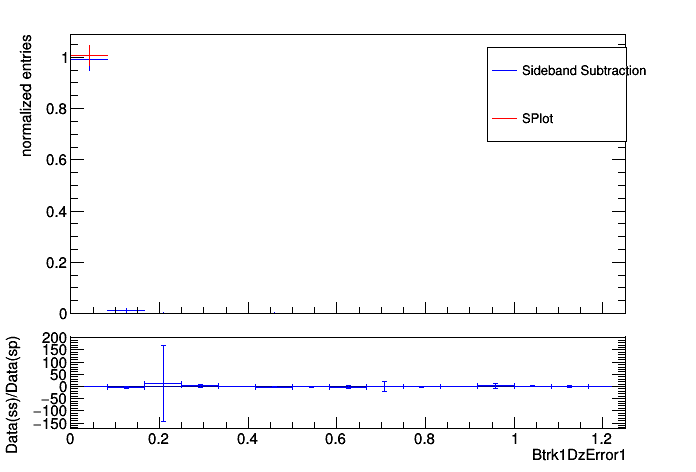 normalized entries
1
0.8
0.6
0.4
0.2
0
Sideband Subtraction
SPlot
Data(ss)/Data(sp)
200
150
100
50
0
−50
−100
−150
0 0.2 0.4 0.6 0.8 1 1.2
Btrk1DzError1